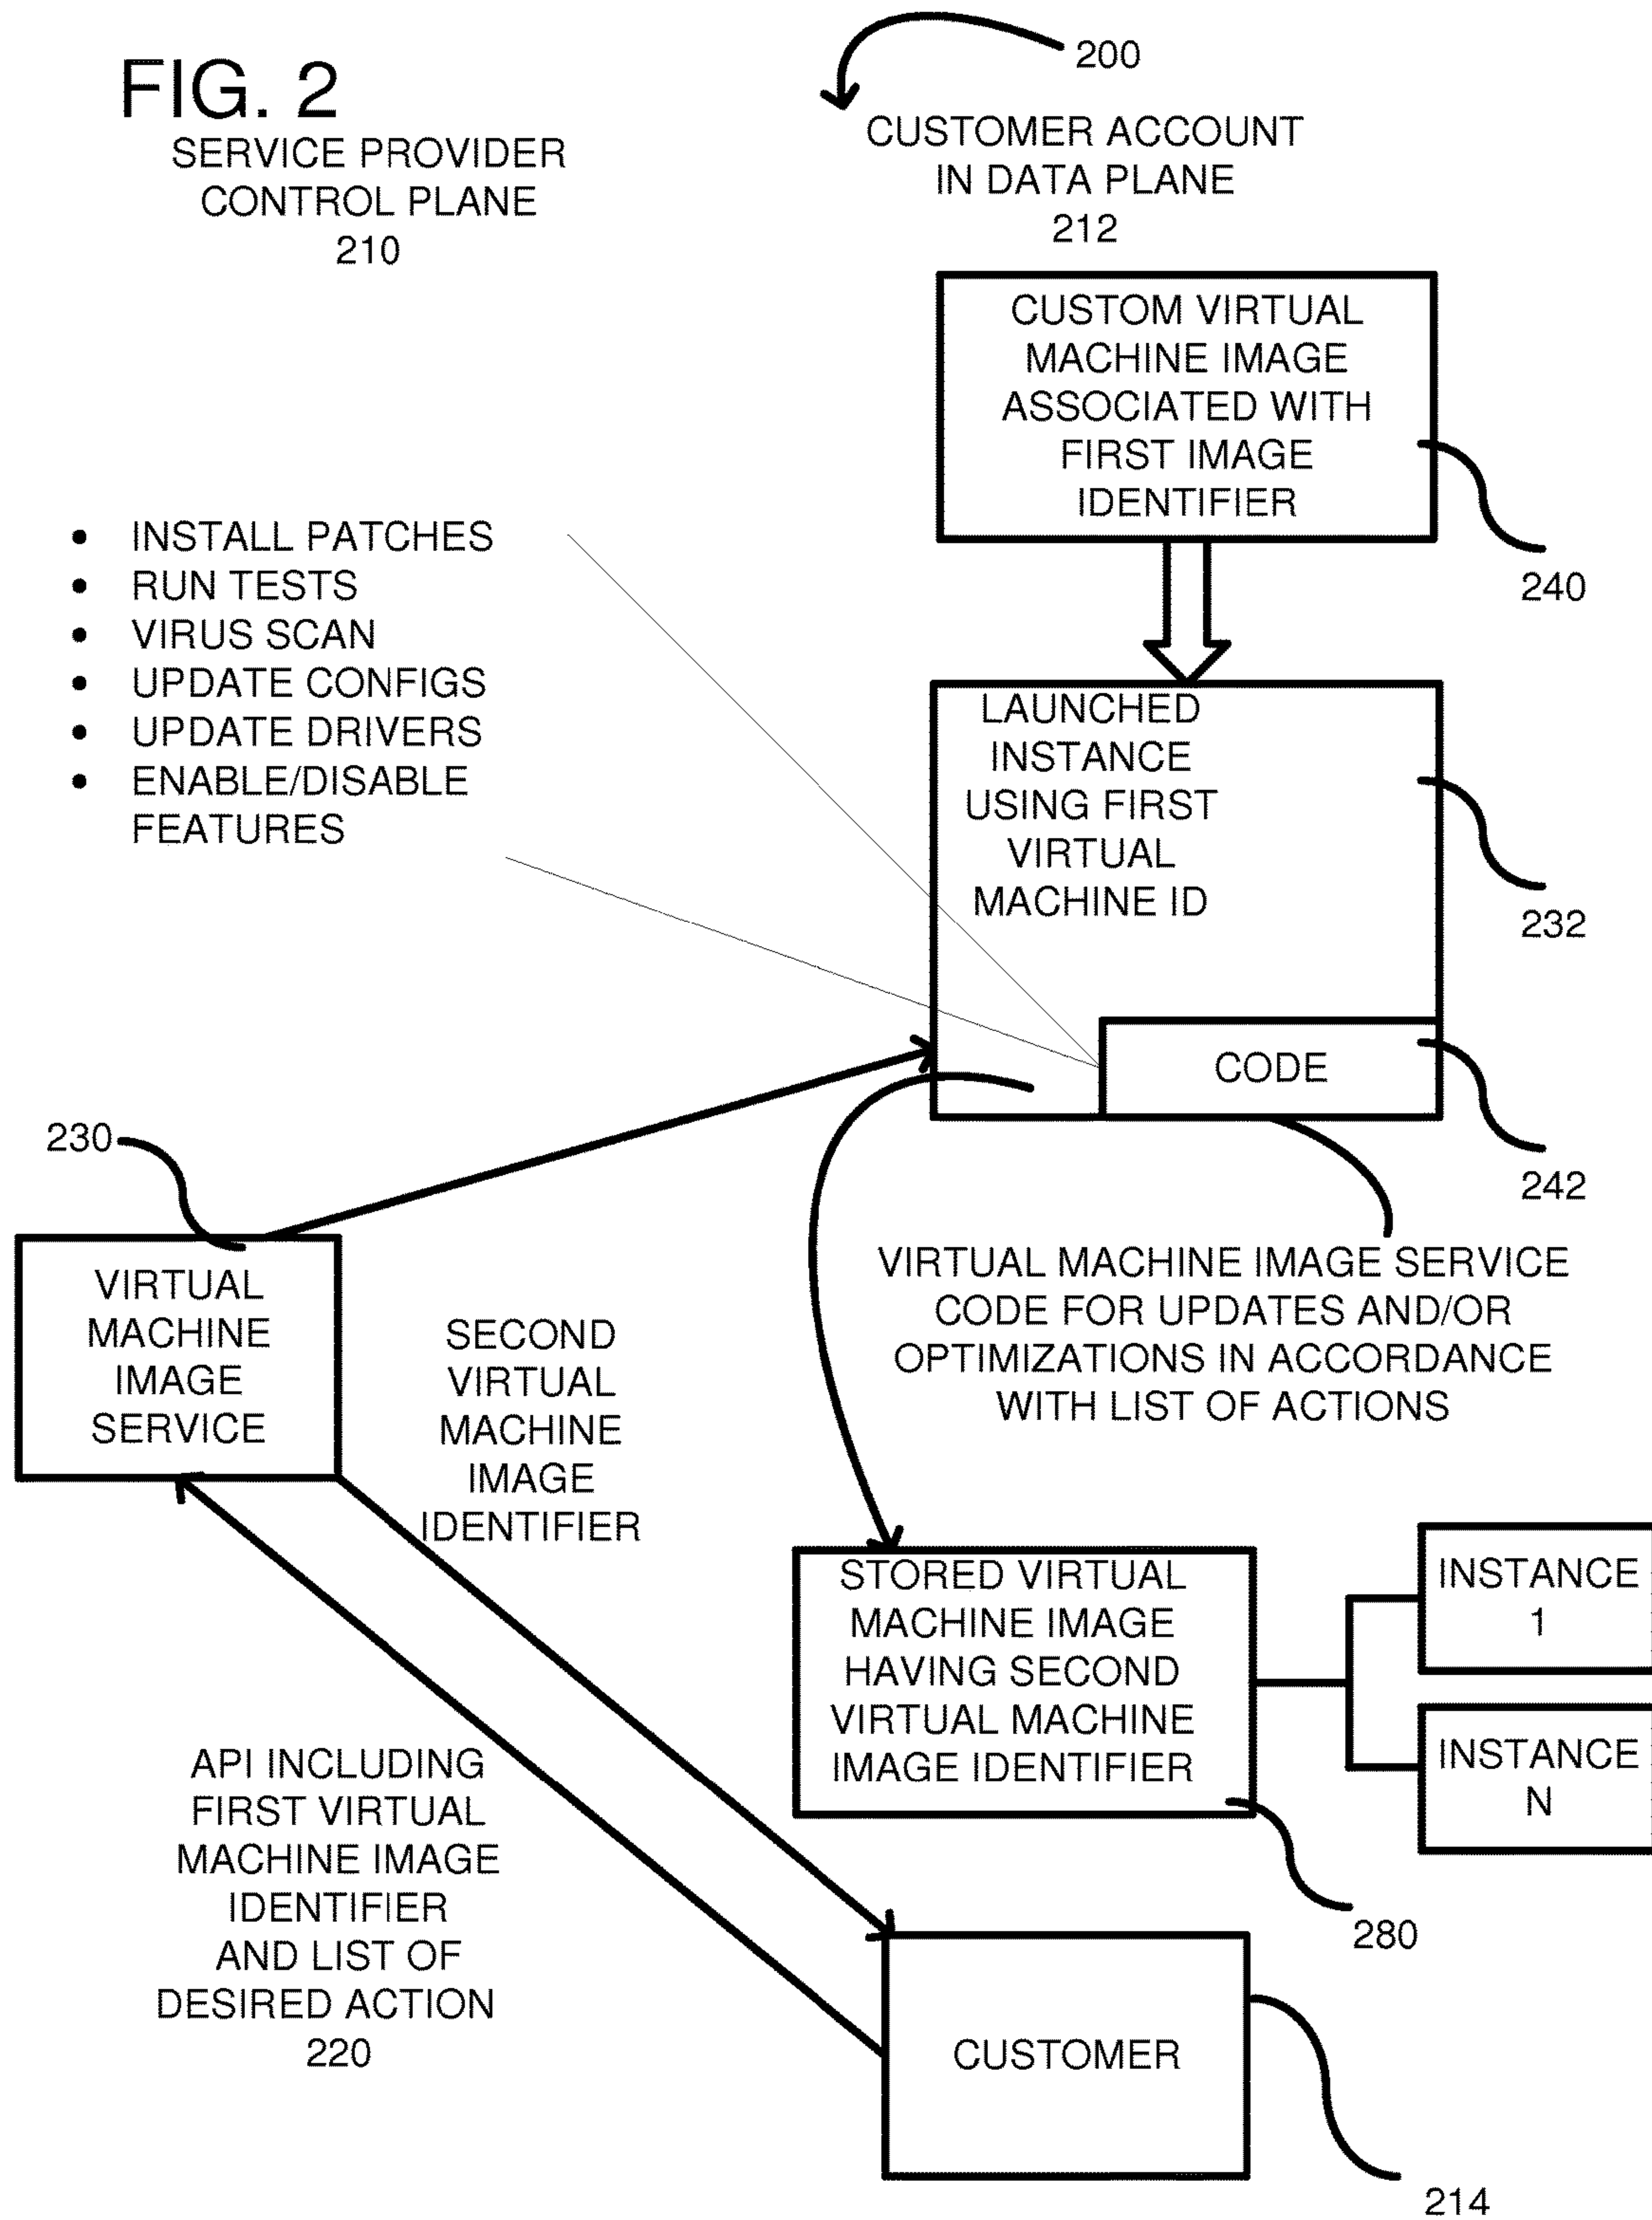 FIG. 2
200
SERVICE PROVIDER
CONTROL PLANE
210
CUSTOMER ACCOUNT
IN DATA PLANE
212
CUSTOM VIRTUAL
MACHINE IMAGE
ASSOCIATED WITH
FIRST IMAGE
IDENTIFIER
240
• INSTALL PATCHES
• RUN TESTS
• VIRUS SCAN
• UPDATE CONFIGS
• UPDATE DRIVERS
• ENABLE/DISABLE
FEATURES
LAUNCHED
INSTANCE
USING FIRST
VIRTUAL
MACHINE ID
232
CODE
242
230
VIRTUAL
MACHINE
IMAGE
SERVICE
SECOND
VIRTUAL
MACHINE
IMAGE
IDENTIFIER
VIRTUAL MACHINE IMAGE SERVICE
CODE FOR UPDATES AND/OR
OPTIMIZATIONS IN ACCORDANCE
WITH LIST OF ACTIONS
STORED VIRTUAL
MACHINE IMAGE
HAVING SECOND
VIRTUAL MACHINE
IMAGE IDENTIFIER
280
INSTANCE
1
INSTANCE
N
API INCLUDING
FIRST VIRTUAL
MACHINE IMAGE
IDENTIFIER
AND LIST OF
DESIRED ACTION
220
CUSTOMER
214